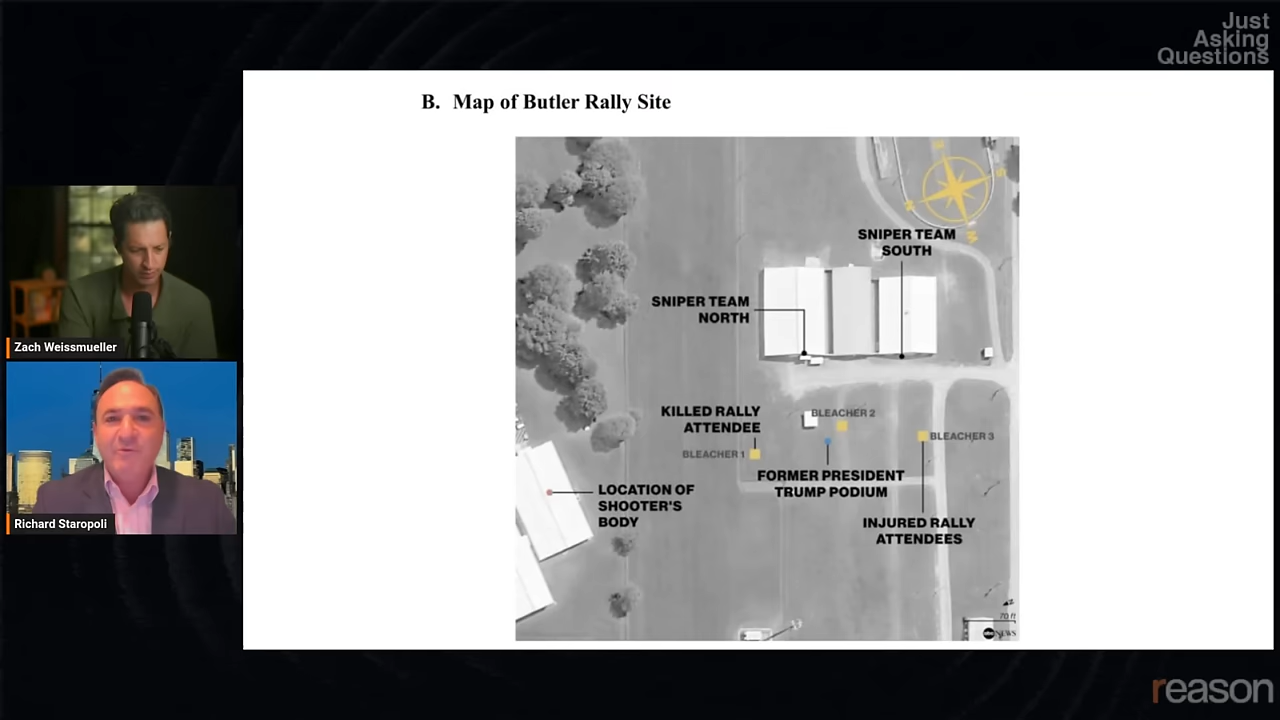 Just
Asking
Questions
B. Map of Butler Rally Site
SNIPER TEAM
SOUTH
SNIPER TEAM
NORTH
KILLED RALLY
ATTENDEE
BLEACHER 1
BLEACHER 2
BLEACHER 3
FORMER PRESIDENT
TRUMP PODIUM
LOCATION OF
SHOOTER'S
BODY
INJURED RALLY
ATTENDEES
70 ft
abc NEWS
Zach Weissmueller
Richard Staropoli
reason